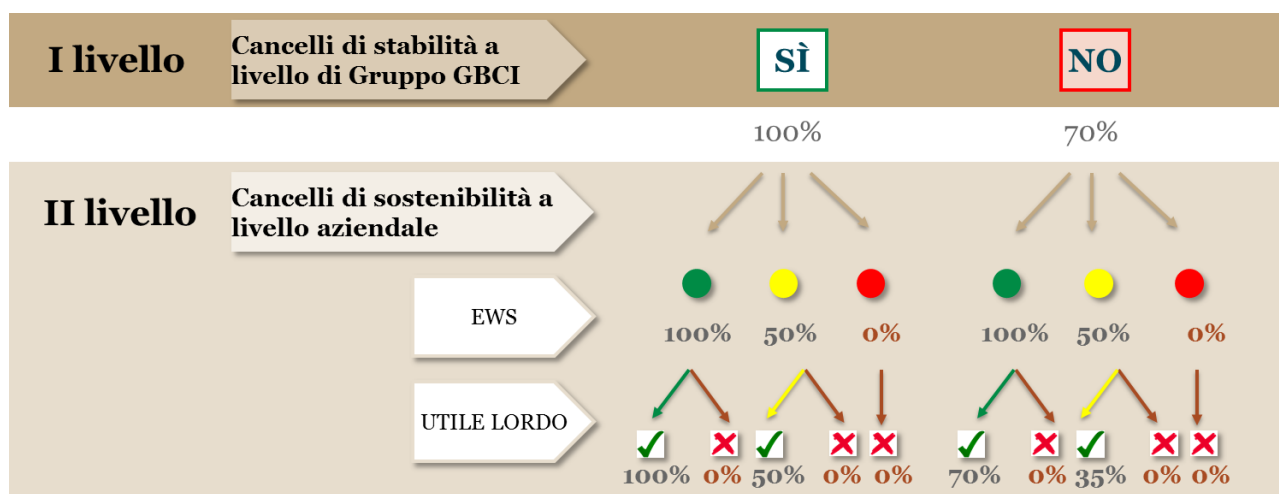 I livello
Cancelli di stabilità a
livello di Gruppo GBCI
SÌ
NO
100%
70%
II livello
Cancelli di sostenibilità a
livello aziendale
EWS
100% 50% 0% 100% 50% 0%
UTILE LORDO
100% 0% 50% 0% 0% 70% 0% 35% 0% 0%